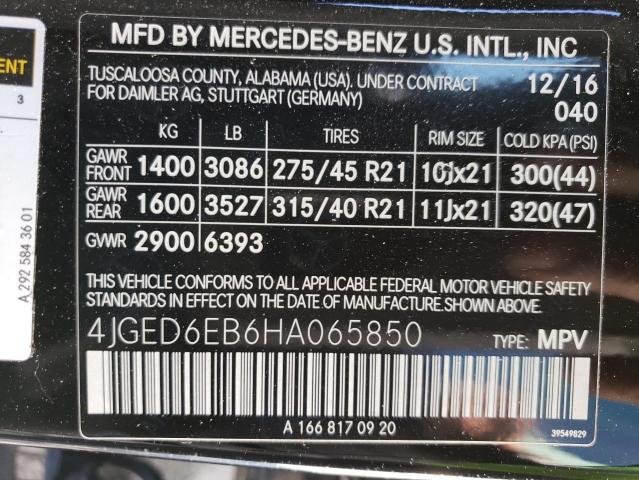 MFD BY MERCEDES-BENZ U.S. INTL., INC
TUSCALOOSA COUNTY, ALABAMA (USA). UNDER CONTRACT 12/16
FOR DAIMLER AG, STUTTGART (GERMANY) 040
KG LB TIRES RIM SIZE COLD KPA (PSI)
GAWR FRONT 1400 3086 275/45 R21 10Jx21 300(44)
GAWR REAR 1600 3527 315/40 R21 11Jx21 320(47)
GVWR 2900 6393
THIS VEHICLE CONFORMS TO ALL APPLICABLE FEDERAL MOTOR VEHICLE SAFETY
STANDARDS IN EFFECT ON THE DATE OF MANUFACTURE.SHOWN ABOVE.
4JGED6EB6HA065850 TYPE: MPV
A 166 817 09 20 39549829
ENT
3
A 292 584 36 01